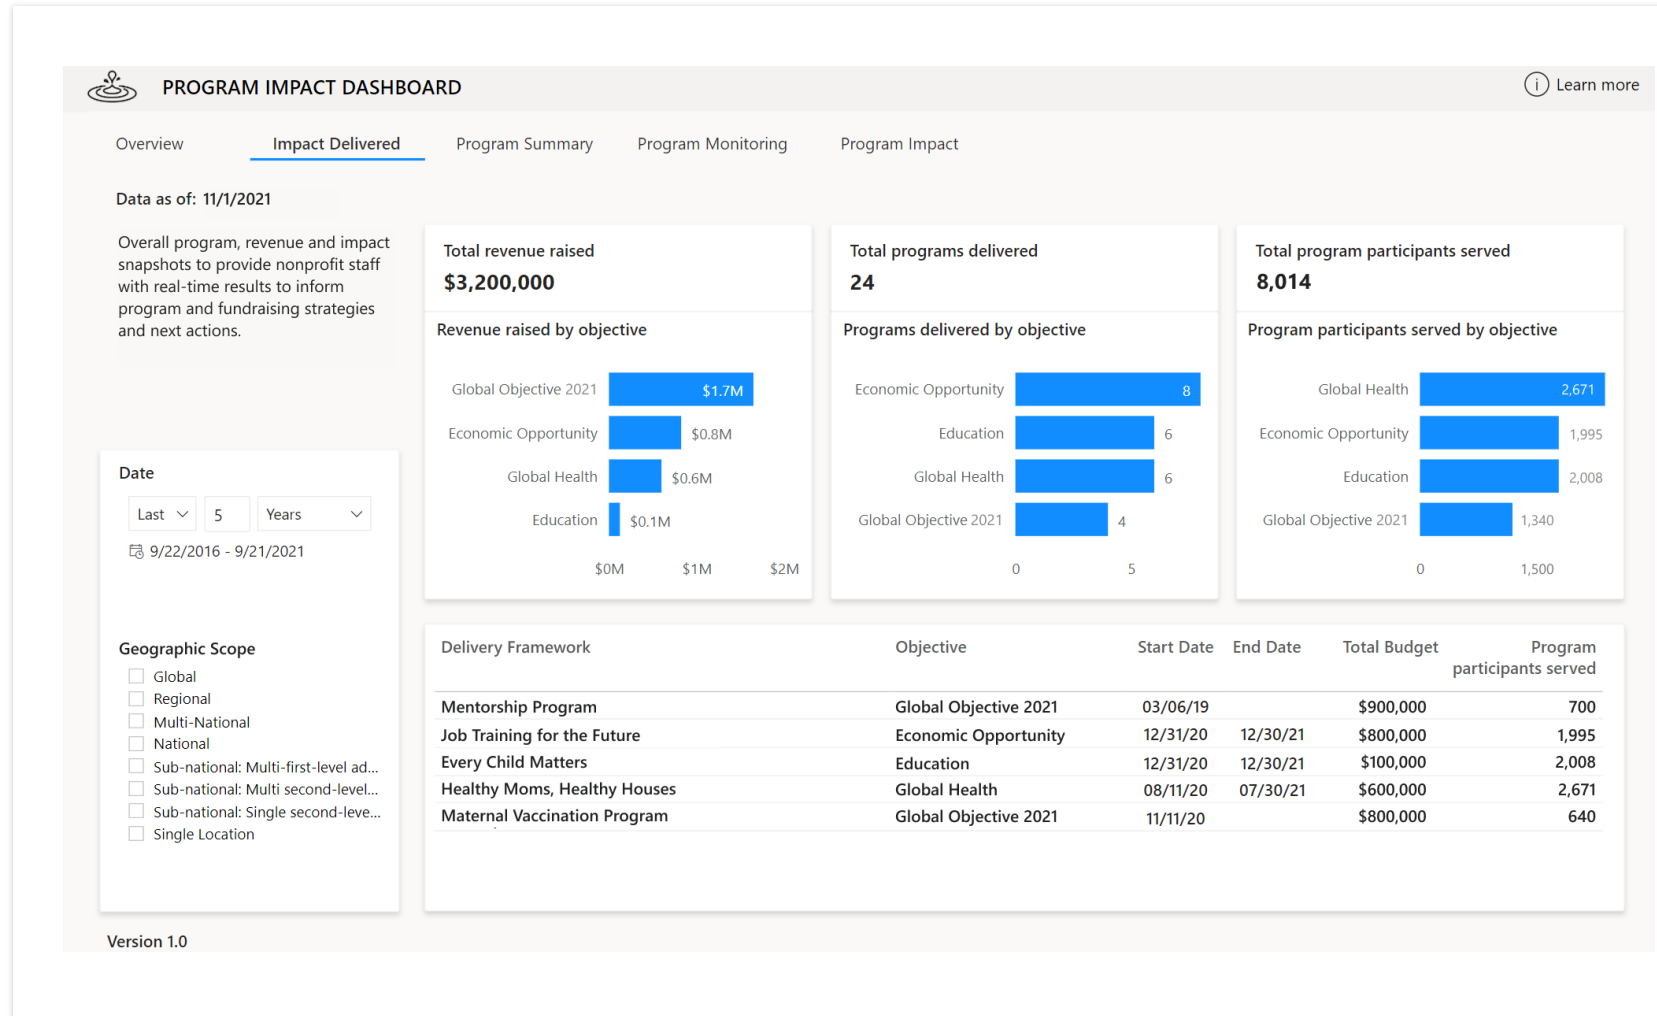 PROGRAM IMPACT DASHBOARD
Learn more
Overview Impact Delivered Program Summary Program Monitoring Program Impact
Data as of: 11/1/2021
Overall program, revenue and impact
snapshots to provide nonprofit staff
with real-time results to inform
program and fundraising strategies
and next actions.
Date
Last 5 Years
9/22/2016 - 9/21/2021
Geographic Scope
Global
Regional
Multi-National
National
Sub-national: Multi-first-level ad...
Sub-national: Multi second-level...
Sub-national: Single second-leve...
Single Location
Total revenue raised
$3,200,000
Revenue raised by objective
Global Objective 2021 $1.7M
Economic Opportunity $0.8M
Global Health $0.6M
Education $0.1M
$0M $1M $2M
Total programs delivered
24
Programs delivered by objective
Economic Opportunity 8
Education 6
Global Health 6
Global Objective 2021 4
0 5
Total program participants served
8,014
Program participants served by objective
Global Health 2,671
Economic Opportunity 1,995
Education 2,008
Global Objective 2021 1,340
0 1,500
Delivery Framework Objective Start Date End Date Total Budget Program
participants served
Mentorship Program Global Objective 2021 03/06/19 $900,000 700
Job Training for the Future Economic Opportunity 12/31/20 12/30/21 $800,000 1,995
Every Child Matters Education 12/31/20 12/30/21 $100,000 2,008
Healthy Moms, Healthy Houses Global Health 08/11/20 07/30/21 $600,000 2,671
Maternal Vaccination Program Global Objective 2021 11/11/20 $800,000 640
Version 1.0